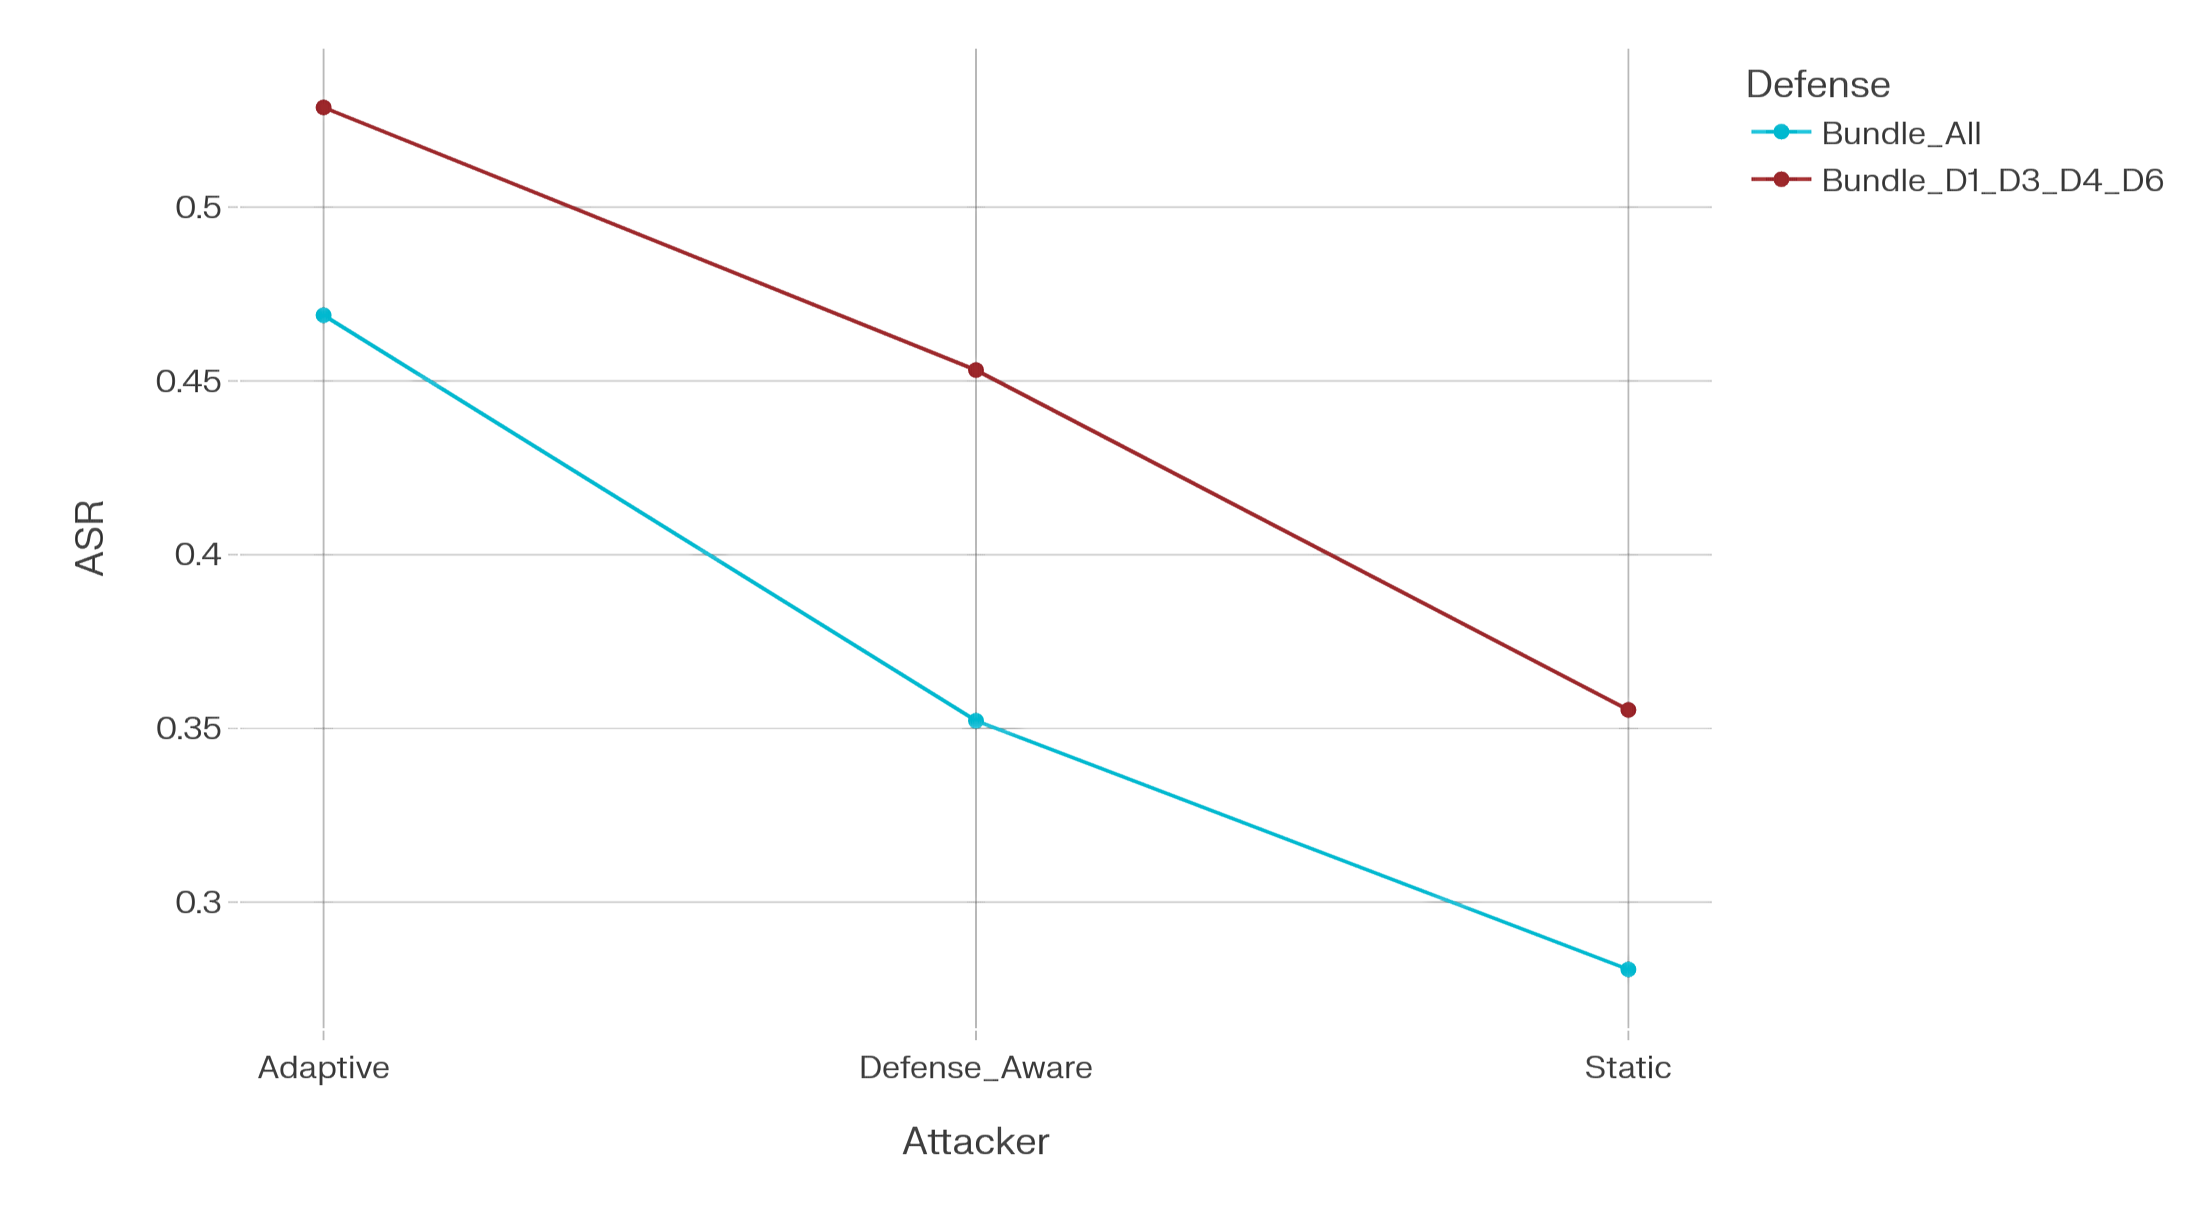 Defense
Bundle_All
Bundle_D1_D3_D4_D6
0.5
0.45
0.4
0.35
0.3
ASR
Adaptive
Defense_Aware
Static
Attacker